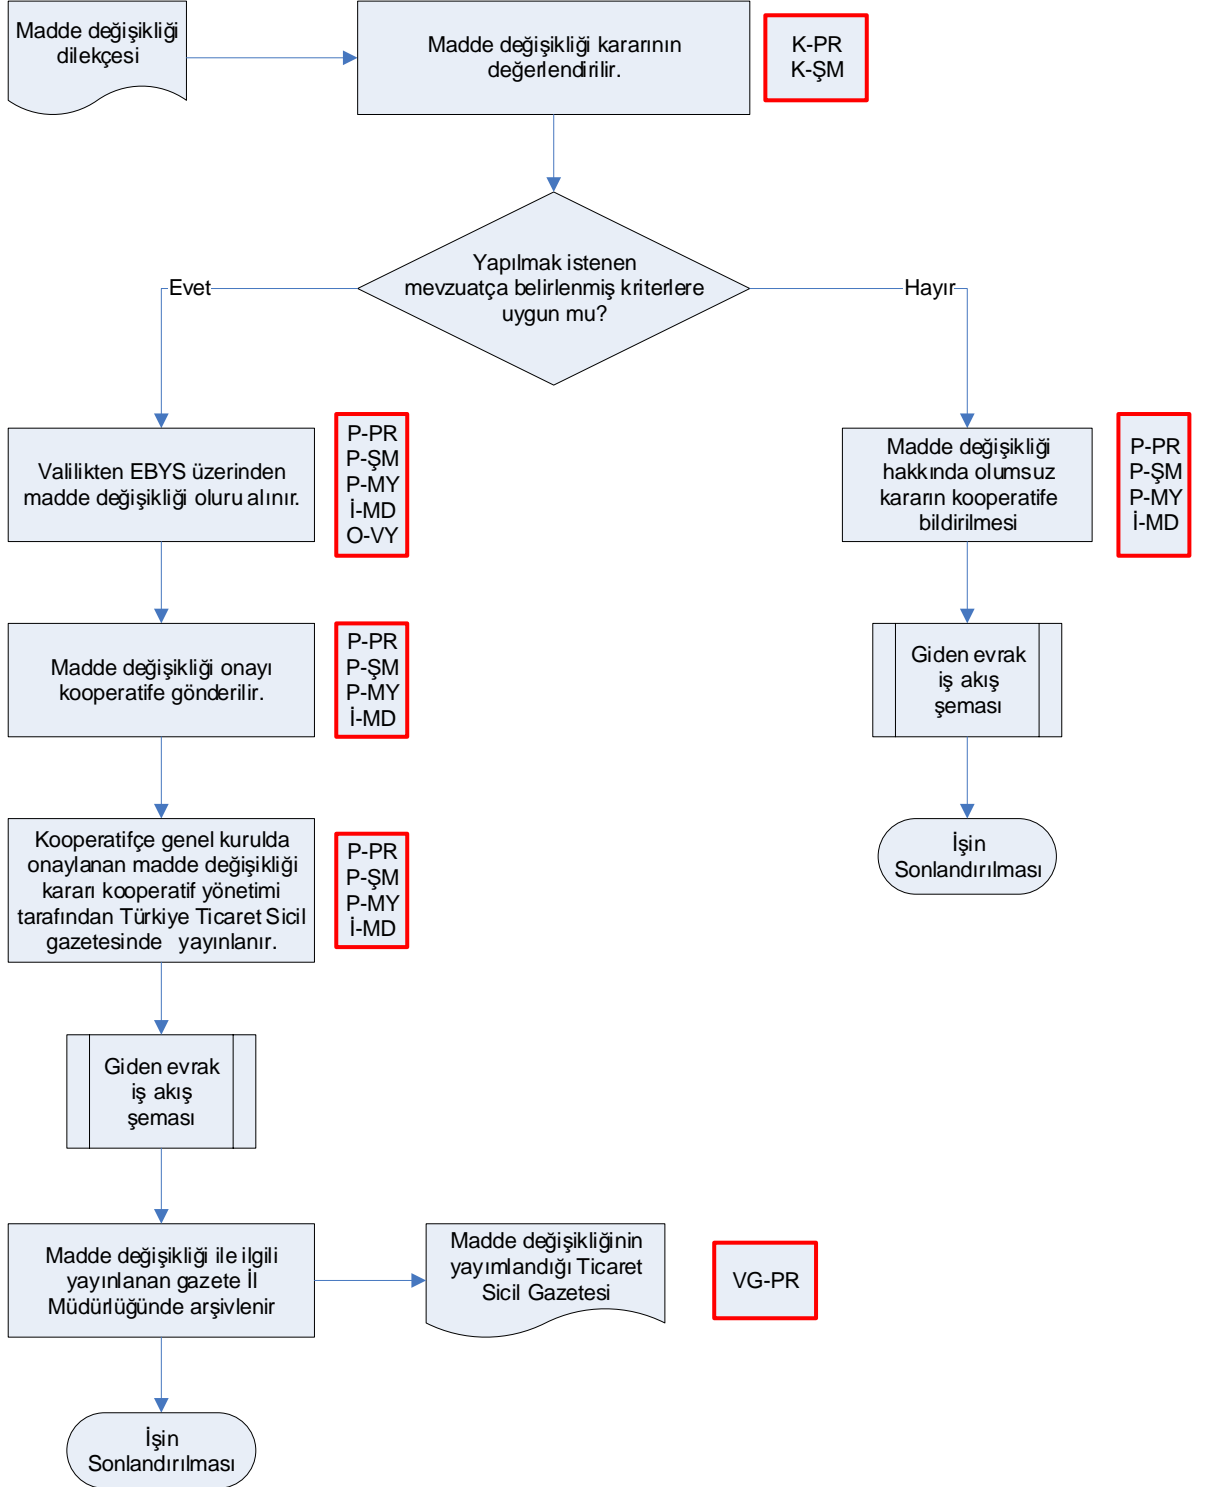 Madde değişikliği
dilekçesi
Madde değişikliği kararının
değerlendirilir.
K-PR
K-ŞM
Yapılmak istenen
mevzuatça belirlenmiş kriterlere
uygun mu?
Evet
Hayır
Valilikten EBYS üzerinden
madde değişikliği oluru alınır.
P-PR
P-ŞM
P-MY
İ-MD
O-VY
Madde değişikliği
hakkında olumsuz
kararın kooperatife
bildirilmesi
P-PR
P-ŞM
P-MY
İ-MD
Madde değişikliği onayı
kooperatife gönderilir.
P-PR
P-ŞM
P-MY
İ-MD
Giden evrak
iş akış
şeması
Kooperatifçe genel kurulda
onaylanan madde değişikliği
kararı kooperatif yönetimi
tarafından Türkiye Ticaret Sicil
gazetesinde yayınlanır.
P-PR
P-ŞM
P-MY
İ-MD
İşin
Sonlandırılması
Giden evrak
iş akış
şeması
Madde değişikliği ile ilgili
yayınlanan gazete İl
Müdürlüğünde arşivlenir
Madde değişikliğinin
yayımlandığı Ticaret
Sicil Gazetesi
VG-PR
İşin
Sonlandırılması